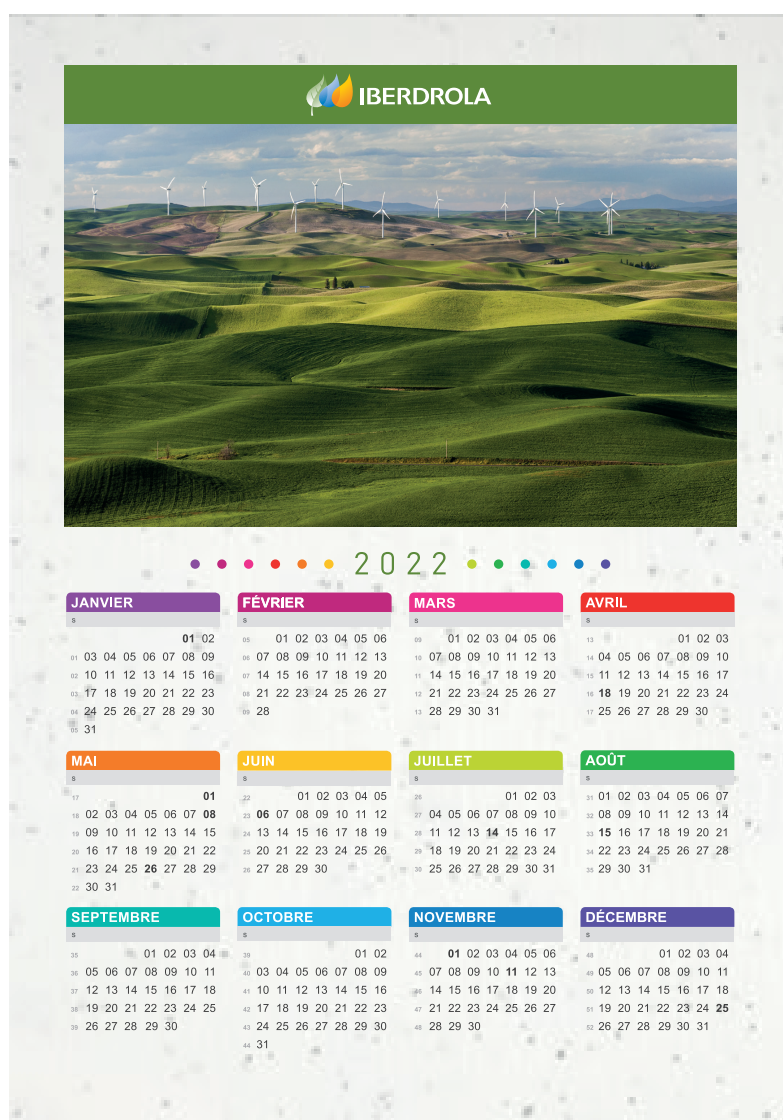 IBERDROLA
2022
JANVIER
S
01 02
01 03 04 05 06 07 08 09
02 10 11 12 13 14 15 16
03 17 18 19 20 21 22 23
04 24 25 26 27 28 29 30
05 31
FÉVRIER
S
05 01 02 03 04 05 06
06 07 08 09 10 11 12 13
07 14 15 16 17 18 19 20
08 21 22 23 24 25 26 27
09 28
MARS
S
09 01 02 03 04 05 06
10 07 08 09 10 11 12 13
11 14 15 16 17 18 19 20
12 21 22 23 24 25 26 27
13 28 29 30 31
AVRIL
S
13 01 02 03
14 04 05 06 07 08 09 10
15 11 12 13 14 15 16 17
16 18 19 20 21 22 23 24
17 25 26 27 28 29 30
MAI
S
17 01
18 02 03 04 05 06 07 08
19 09 10 11 12 13 14 15
20 16 17 18 19 20 21 22
21 23 24 25 26 27 28 29
22 30 31
JUIN
S
22 01 02 03 04 05
23 06 07 08 09 10 11 12
24 13 14 15 16 17 18 19
25 20 21 22 23 24 25 26
26 27 28 29 30
JUILLET
S
26 01 02 03
27 04 05 06 07 08 09 10
28 11 12 13 14 15 16 17
29 18 19 20 21 22 23 24
30 25 26 27 28 29 30 31
AOÛT
S
31 01 02 03 04 05 06 07
32 08 09 10 11 12 13 14
33 15 16 17 18 19 20 21
34 22 23 24 25 26 27 28
35 29 30 31
SEPTEMBRE
S
35 01 02 03 04
36 05 06 07 08 09 10 11
37 12 13 14 15 16 17 18
38 19 20 21 22 23 24 25
39 26 27 28 29 30
OCTOBRE
S
39 01 02
40 03 04 05 06 07 08 09
41 10 11 12 13 14 15 16
42 17 18 19 20 21 22 23
43 24 25 26 27 28 29 30
44 31
NOVEMBRE
S
44 01 02 03 04 05 06
45 07 08 09 10 11 12 13
46 14 15 16 17 18 19 20
47 21 22 23 24 25 26 27
48 28 29 30
DÉCEMBRE
S
48 01 02 03 04
49 05 06 07 08 09 10 11
50 12 13 14 15 16 17 18
51 19 20 21 22 23 24 25
52 26 27 28 29 30 31